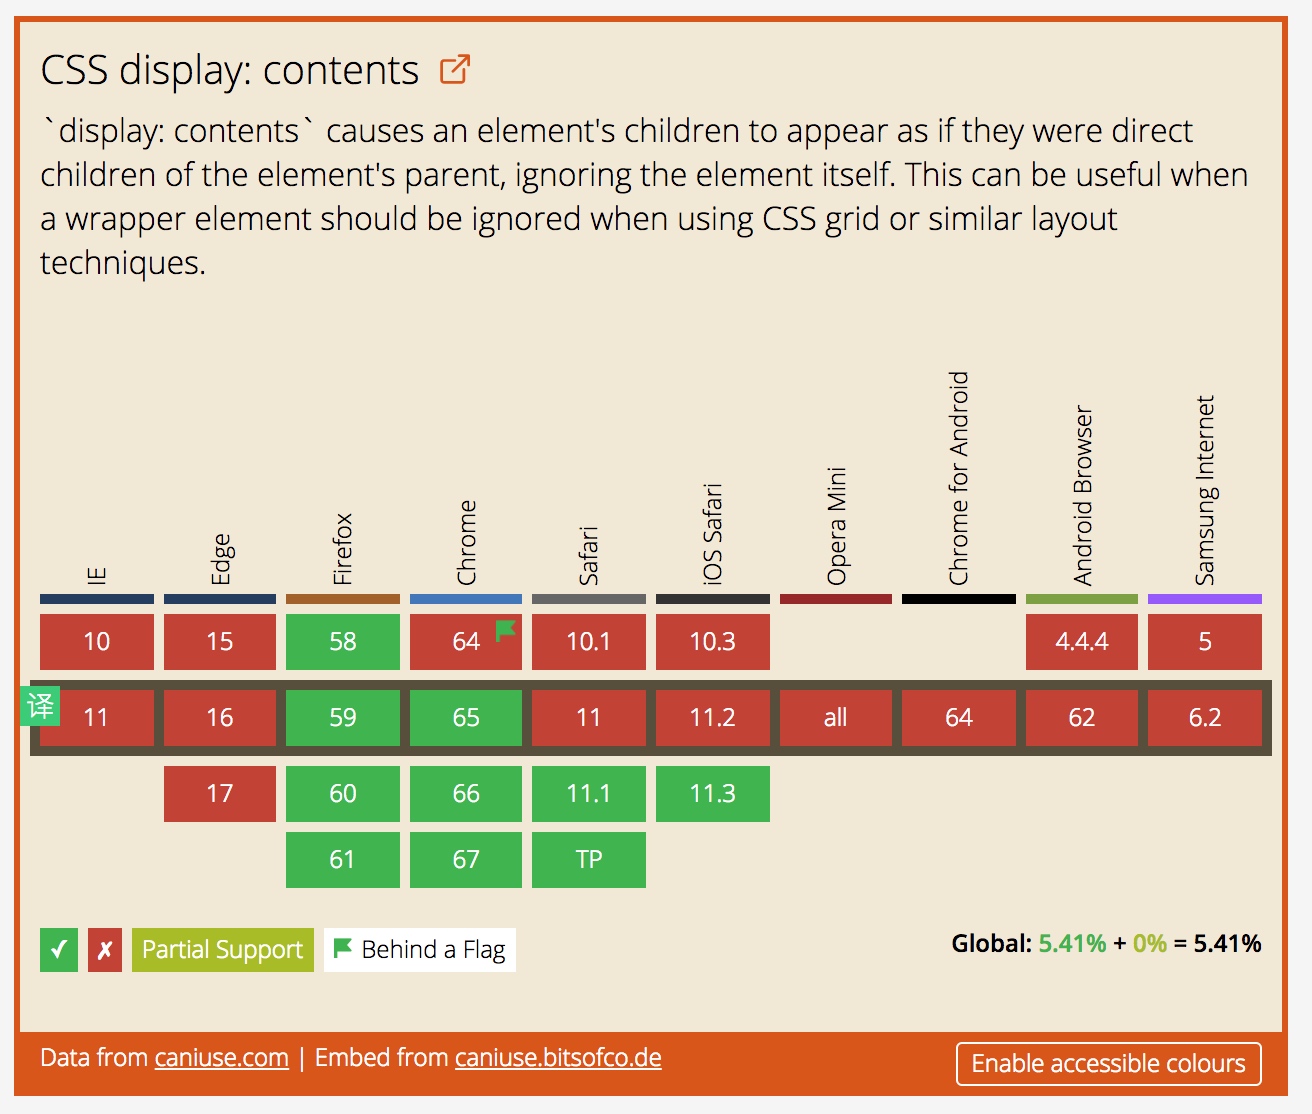 CSS display: contents
`display: contents` causes an element's children to appear as if they were direct
children of the element's parent, ignoring the element itself. This can be useful when
a wrapper element should be ignored when using CSS grid or similar layout
techniques.
IE Edge Firefox Chrome Safari iOS Safari Opera Mini Chrome for Android Android Browser Samsung Internet
10 15 58 64 10.1 10.3 4.4.4 5
译 11 16 59 65 11 11.2 all 64 62 6.2
17 60 66 11.1 11.3
61 67 TP
✓ ✗ Partial Support Behind a Flag Global: 5.41% + 0% = 5.41%
Data from caniuse.com | Embed from caniuse.bitsofco.de Enable accessible colours